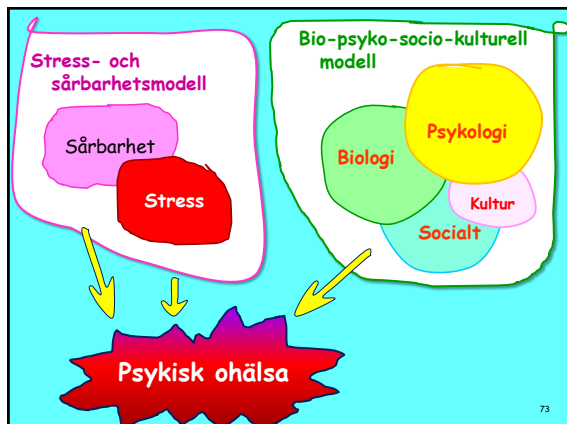 Stress- och
sårbarhetsmodell
Sårbarhet
Stress
Bio-psyko-socio-kulturell
modell
Psykologi
Biologi
Kultur
Socialt
Psykisk ohälsa
73